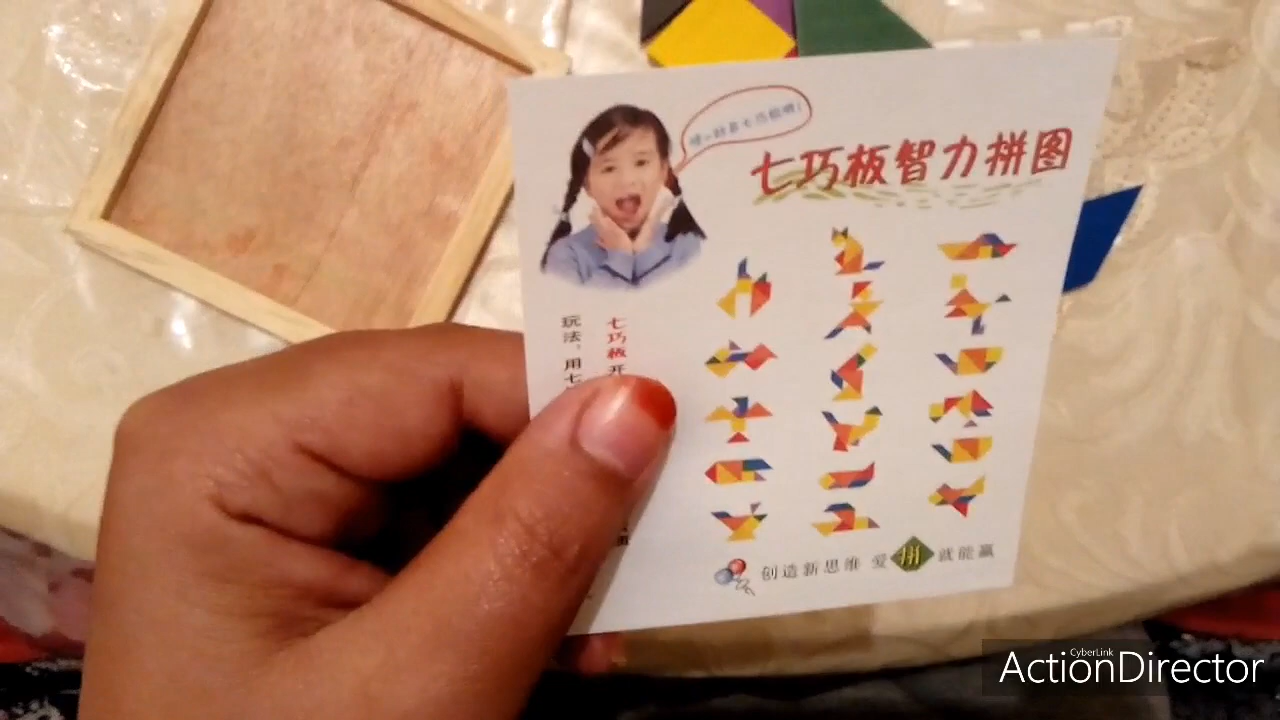 七巧板智力拼图
七巧板 开
玩法：用七
创造新思维 爱拼就能赢
CyberLink
ActionDirector